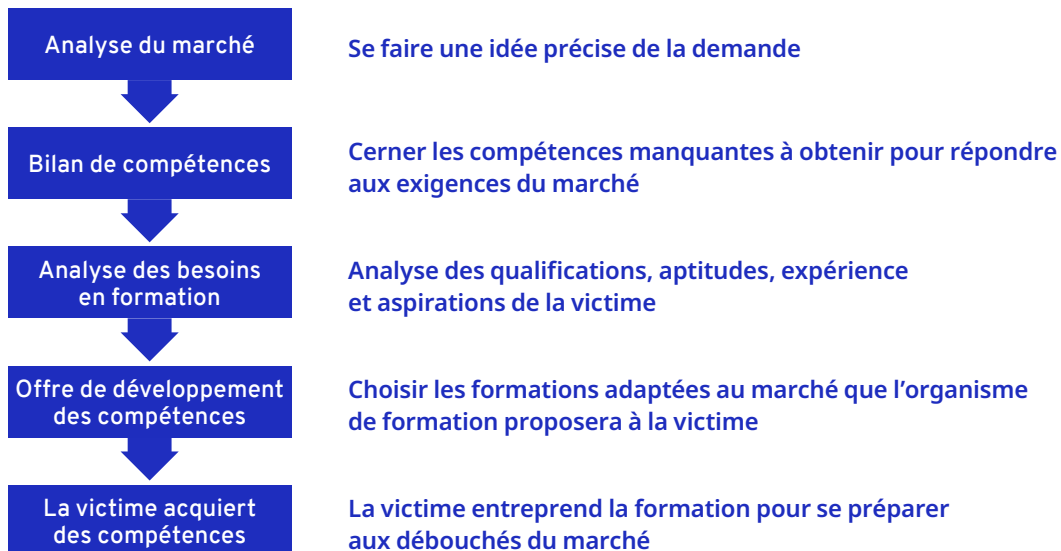 Analyse du marché
Se faire une idée précise de la demande
Bilan de compétences
Cerner les compétences manquantes à obtenir pour répondre
aux exigences du marché
Analyse des besoins
en formation
Analyse des qualifications, aptitudes, expérience
et aspirations de la victime
Offre de développement
des compétences
Choisir les formations adaptées au marché que l’organisme
de formation proposera à la victime
La victime acquiert
des compétences
La victime entreprend la formation pour se préparer
aux débouchés du marché